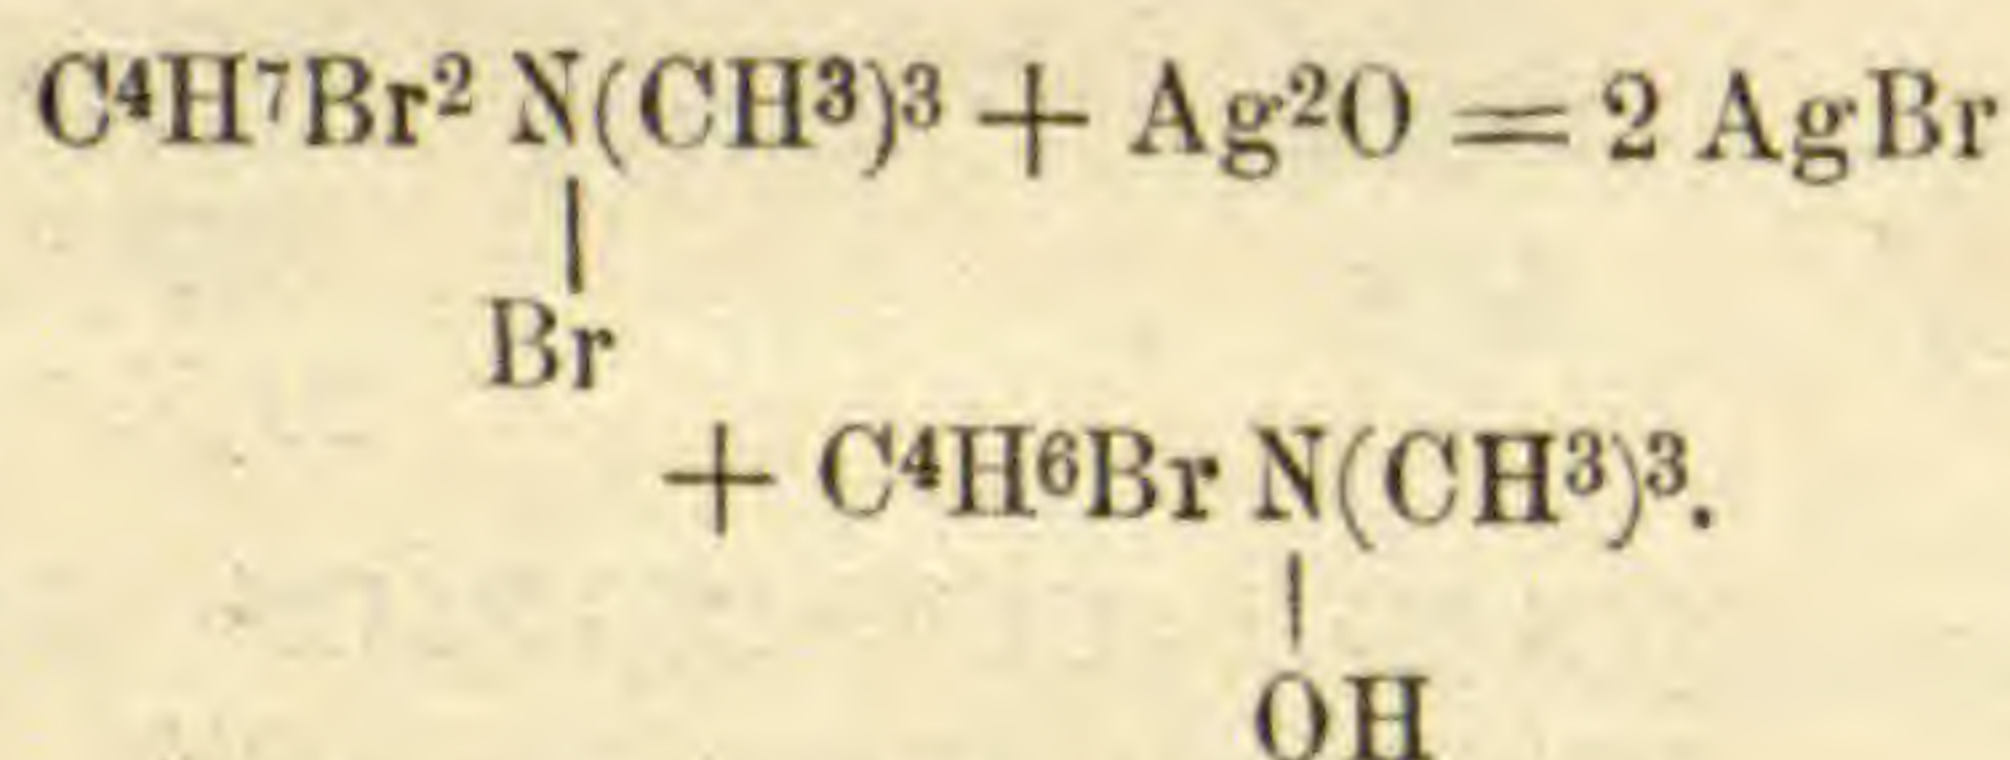 C⁴H⁷Br² N(CH³)³ + Ag²O = 2 AgBr
|
Br
+ C⁴H⁶Br N(CH³)³.
|
OH